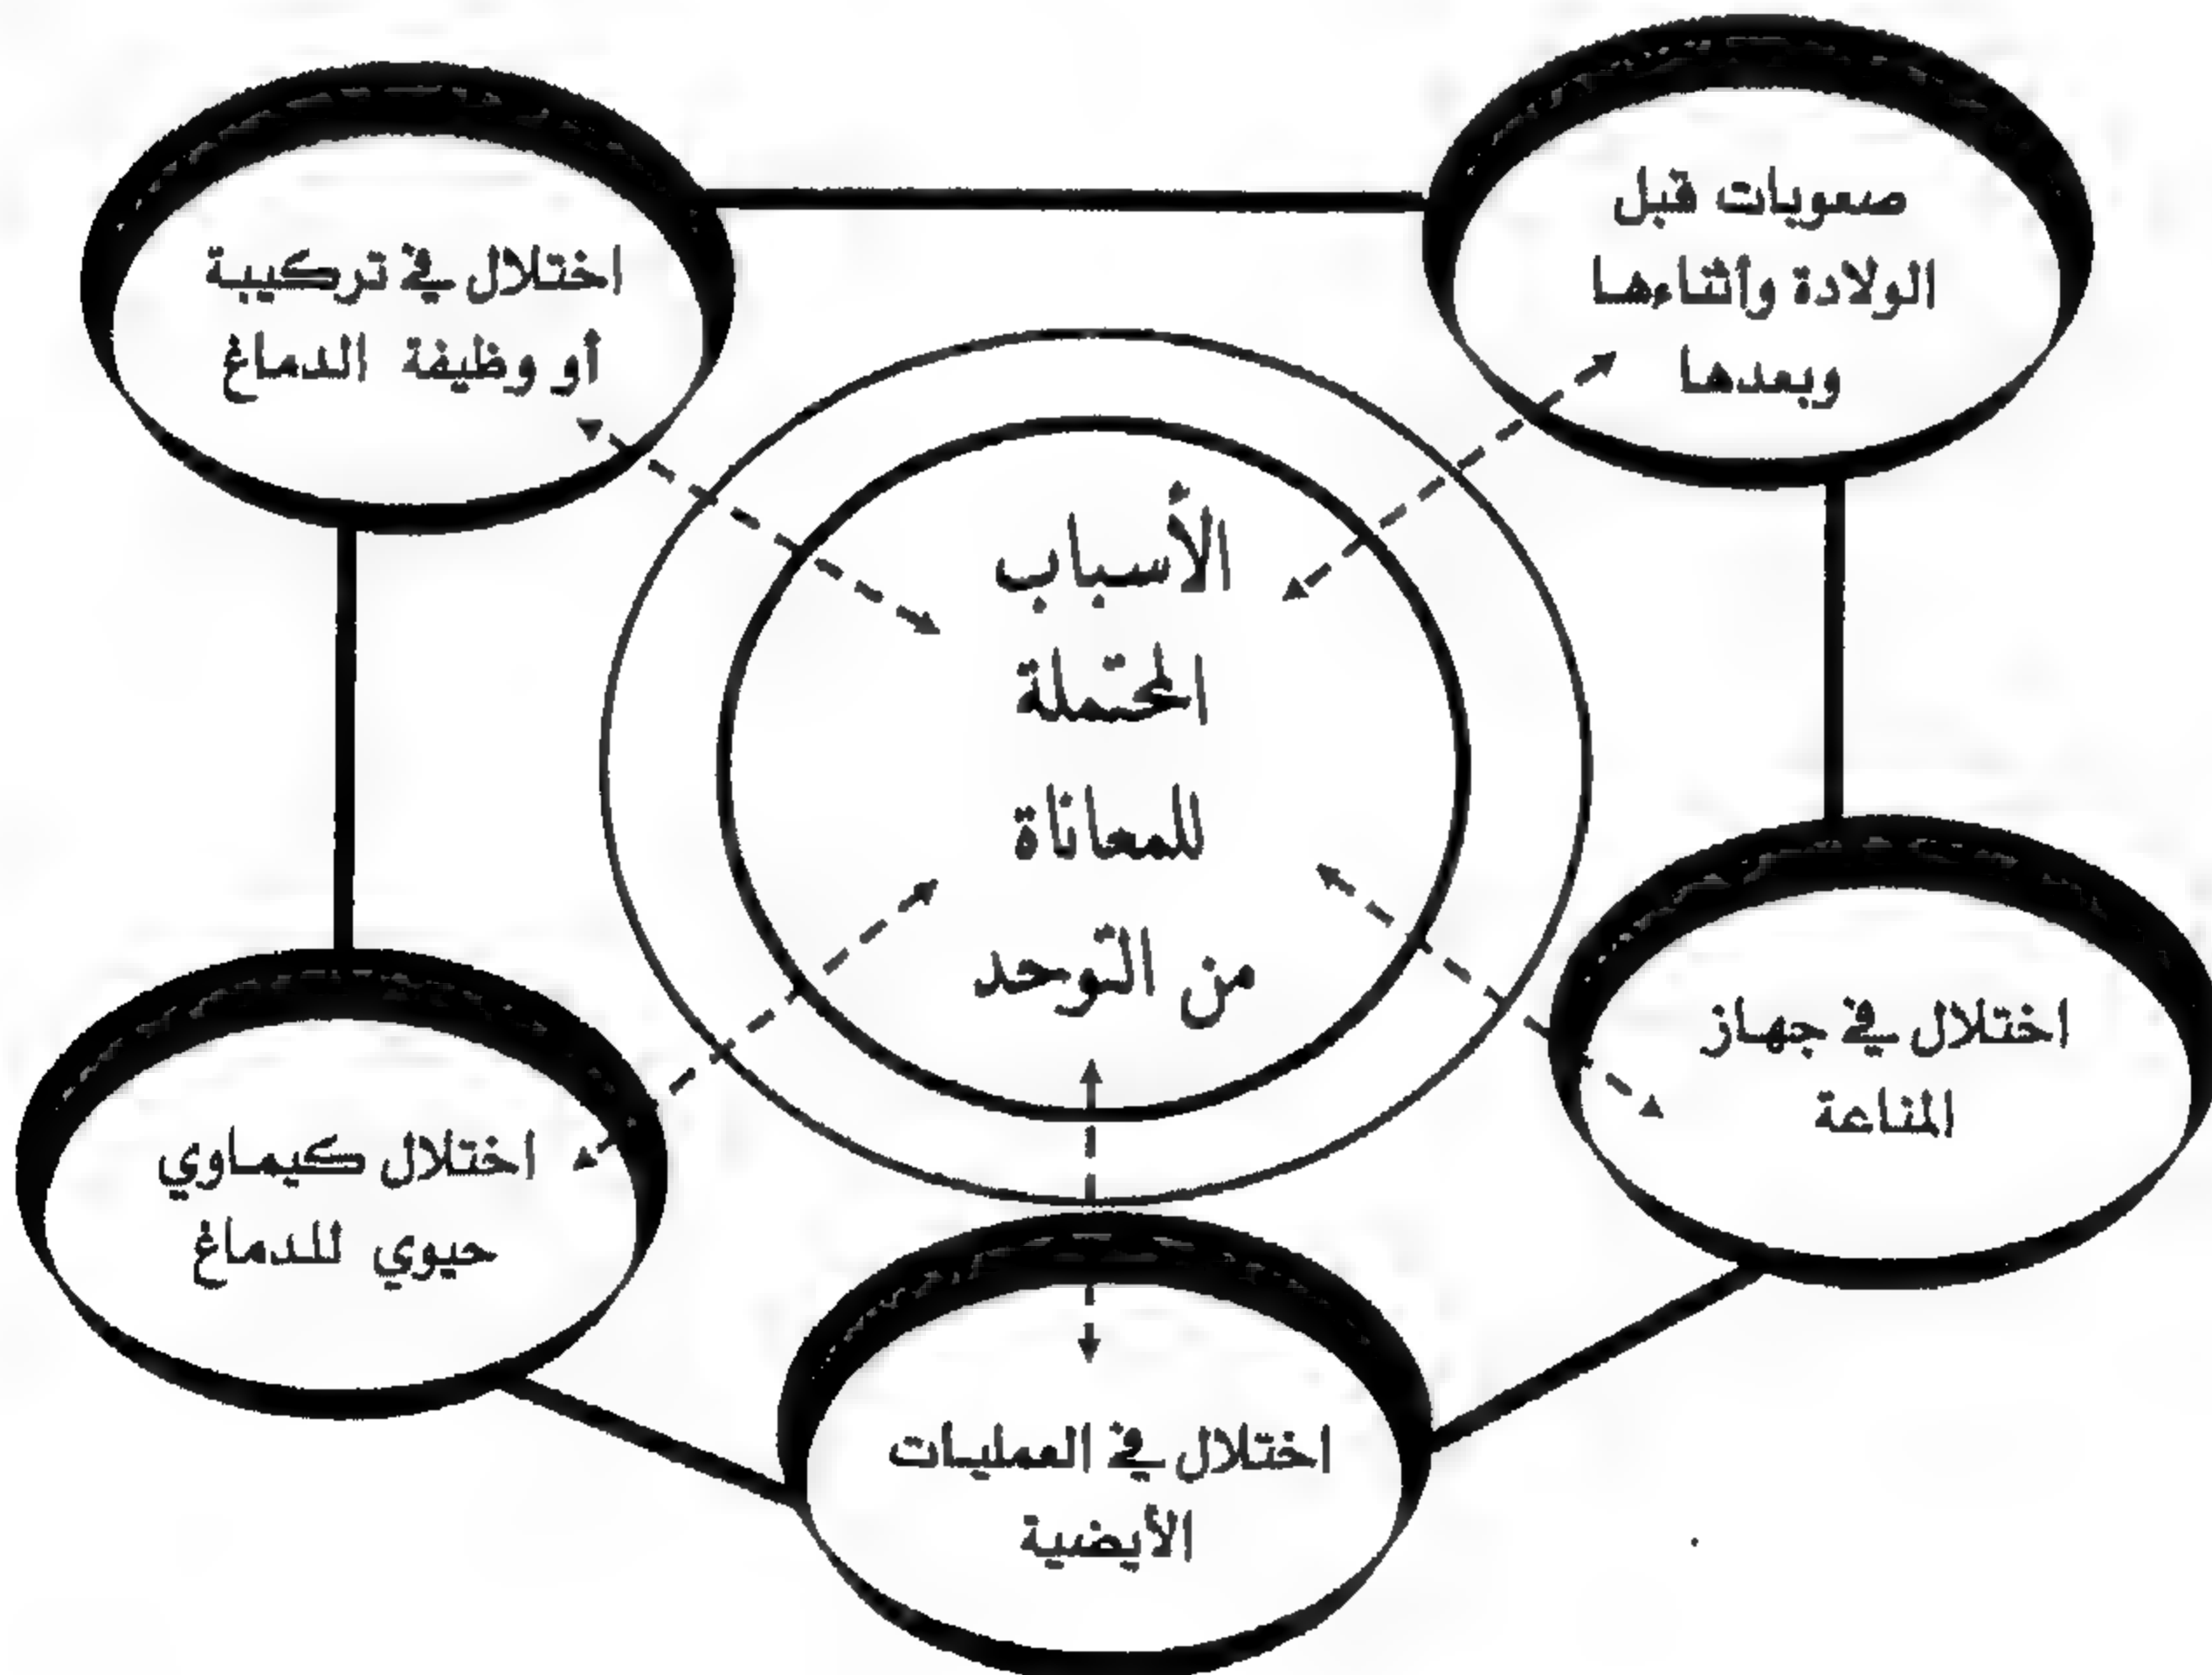 صعوبات قبل
الولادة وأثناءها
وبعدها
اختلال في تركيبة
أو وظيفة الدماغ
الأسباب
المحتملة
للمعاناة
من التوحد
اختلال في جهاز
المناعة
اختلال كيماوي
حيوي للدماغ
اختلال في العمليات
الأيضية